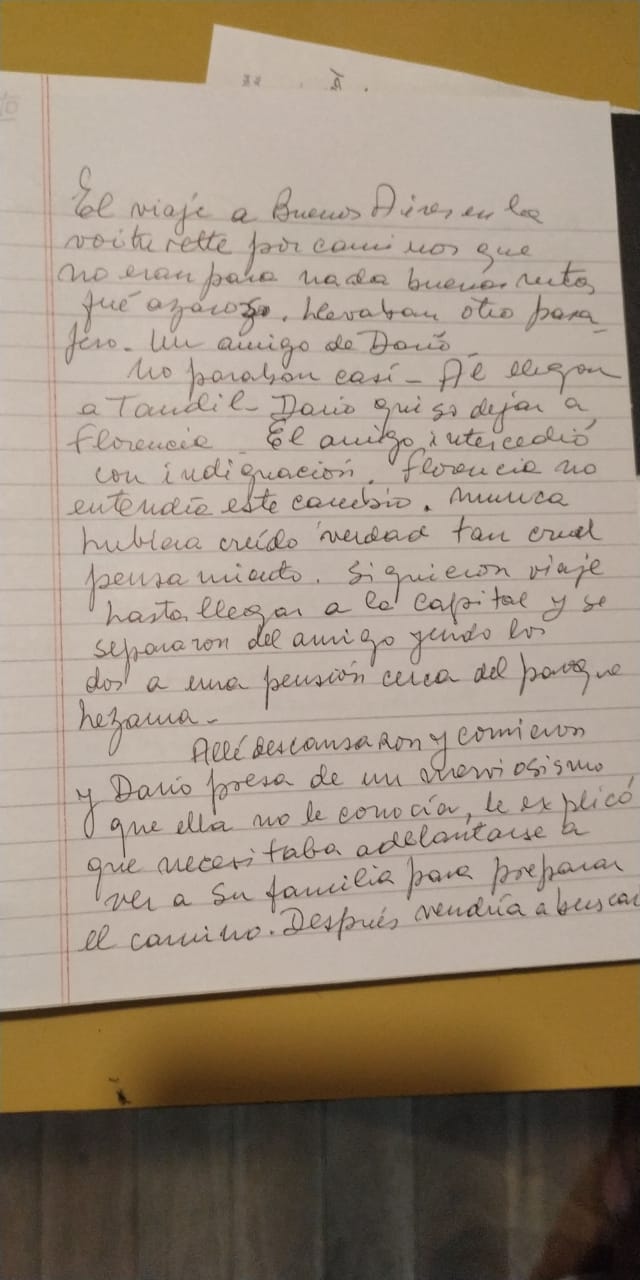 El viaje a Buenos Aires en la
voiturette por caminos que
no eran para nada buenas rutas
fué azaroso. Llevaban otro pasa-
jero. Un amigo de Darío
No paraban casi - Al llegar
a Tandil - Darío quiso dejar a
Florencia. El amigo intercedió
con indignación. Florencia no
entendía este cambio. Nunca
hubiera creído verdad tan cruel
pensamiento. Siguieron viaje
hasta llegar a la capital y se
separaron del amigo yendo los
dos a una pensión cerca del parque
Lezama -
Allí descansaron y comieron
y Darío presa de un nerviosismo
que ella no le conocía, le explicó
que necesitaba adelantarse a
ver a su familia para preparar
el camino. Después vendría a buscar